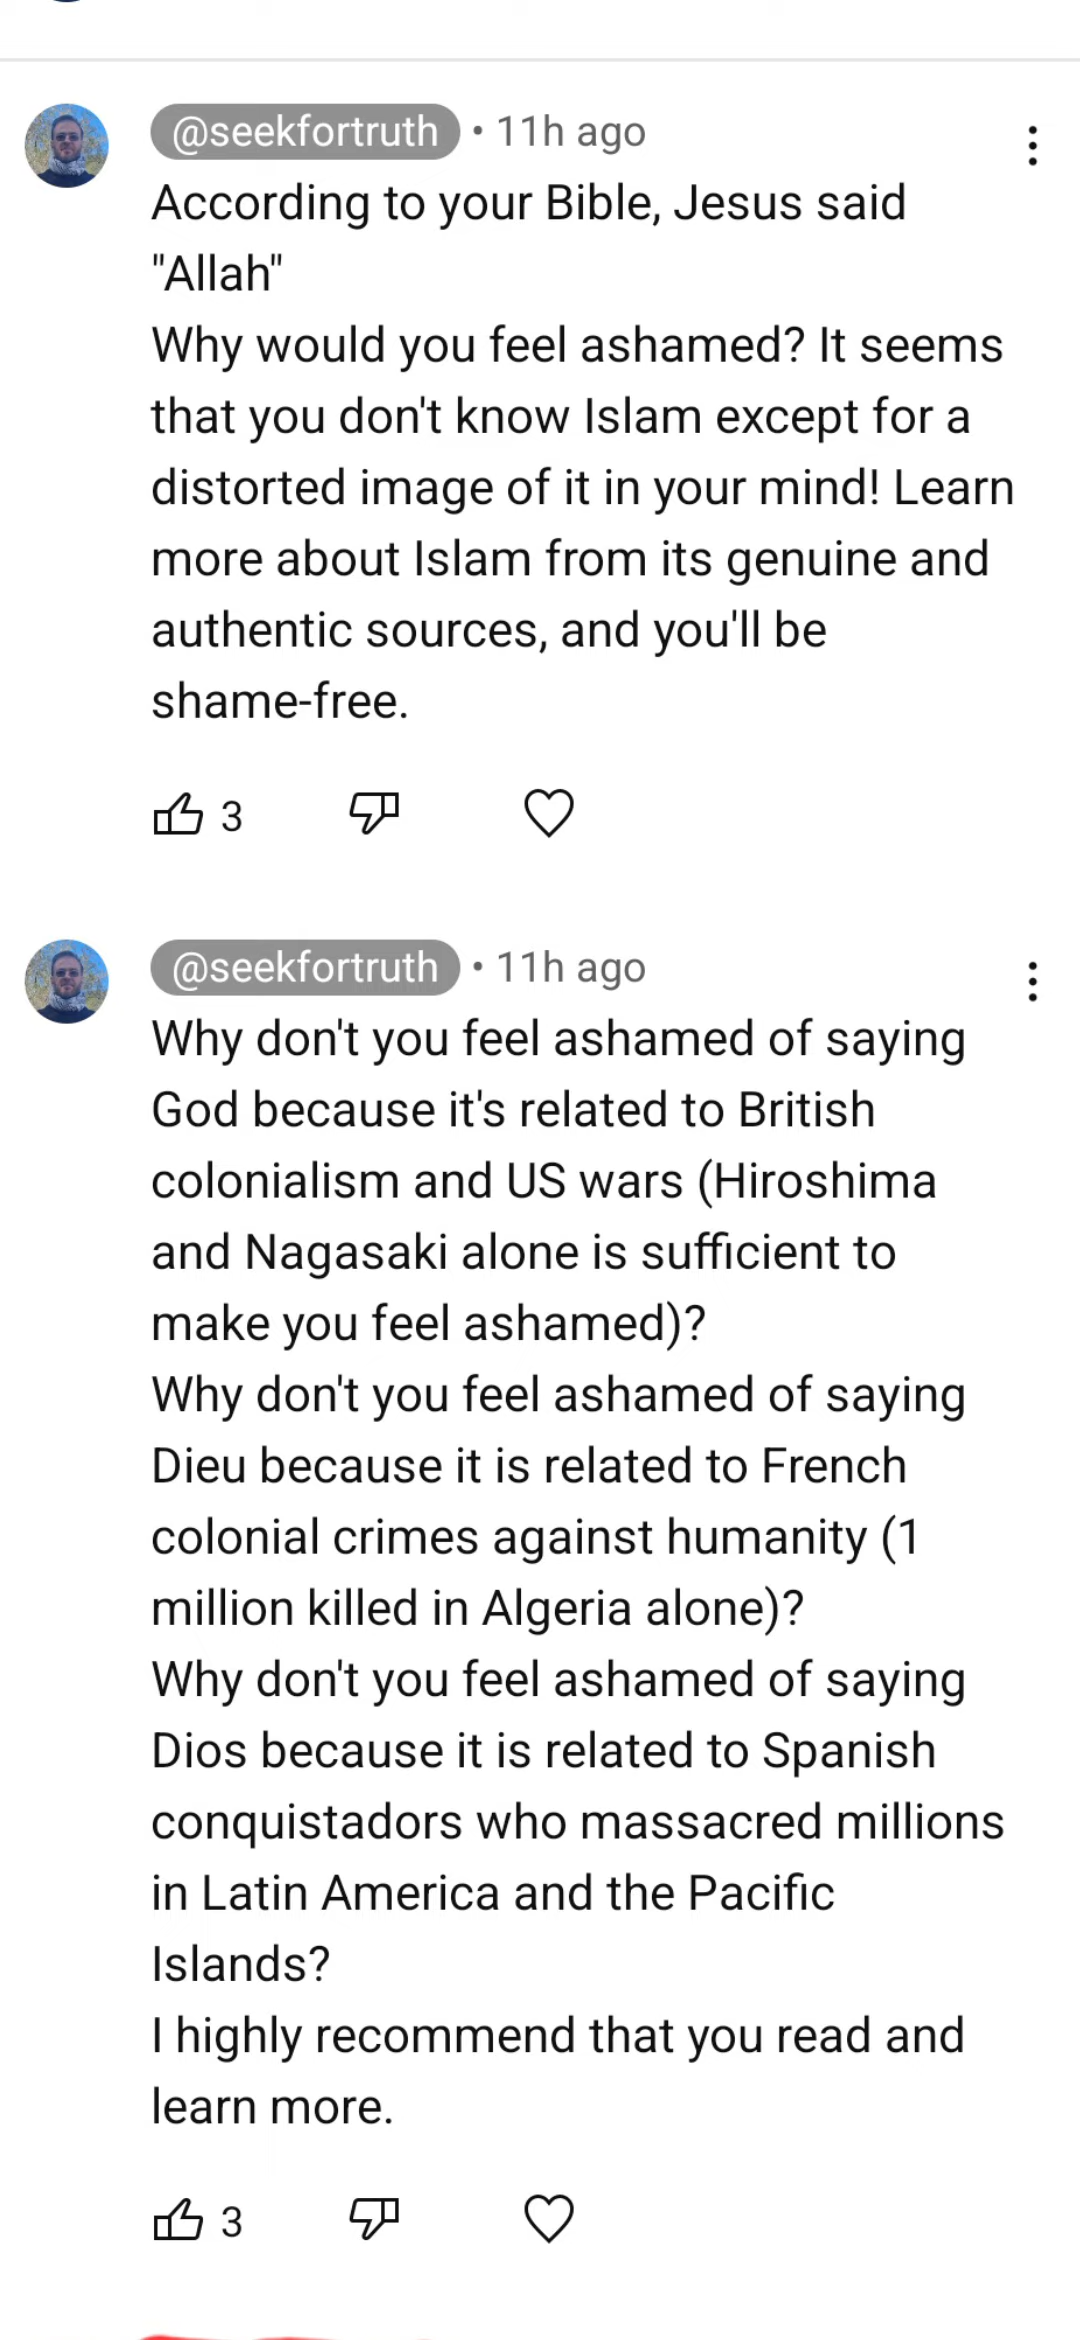 @seekfortruth • 11h ago
According to your Bible, Jesus said
"Allah"
Why would you feel ashamed? It seems
that you don't know Islam except for a
distorted image of it in your mind! Learn
more about Islam from its genuine and
authentic sources, and you'll be
shame-free.
3
@seekfortruth • 11h ago
Why don't you feel ashamed of saying
God because it's related to British
colonialism and US wars (Hiroshima
and Nagasaki alone is sufficient to
make you feel ashamed)?
Why don't you feel ashamed of saying
Dieu because it is related to French
colonial crimes against humanity (1
million killed in Algeria alone)?
Why don't you feel ashamed of saying
Dios because it is related to Spanish
conquistadors who massacred millions
in Latin America and the Pacific
Islands?
I highly recommend that you read and
learn more.
3